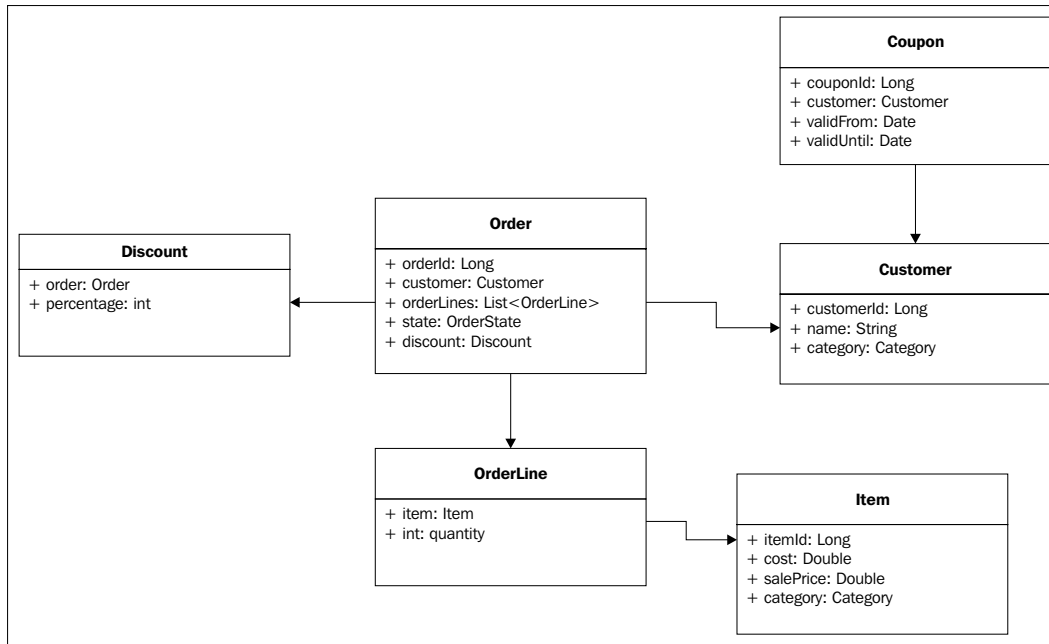 Coupon
+ couponId: Long
+ customer: Customer
+ validFrom: Date
+ validUntil: Date
Order
+ orderId: Long
+ customer: Customer
+ orderLines: List<OrderLine>
+ state: OrderState
+ discount: Discount
Discount
+ order: Order
+ percentage: int
Customer
+ customerId: Long
+ name: String
+ category: Category
OrderLine
+ item: Item
+ int: quantity
Item
+ itemId: Long
+ cost: Double
+ salePrice: Double
+ category: Category